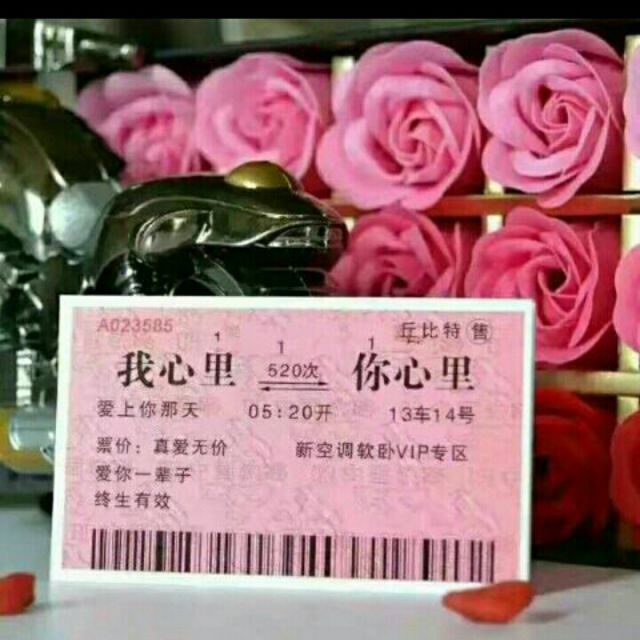 A023585
丘比特 售
1 1 1
我心里 520次 你心里
爱上你那天 05:20开 13车14号
票价：真爱无价 新空调软卧VIP专区
爱你一辈子
终生有效